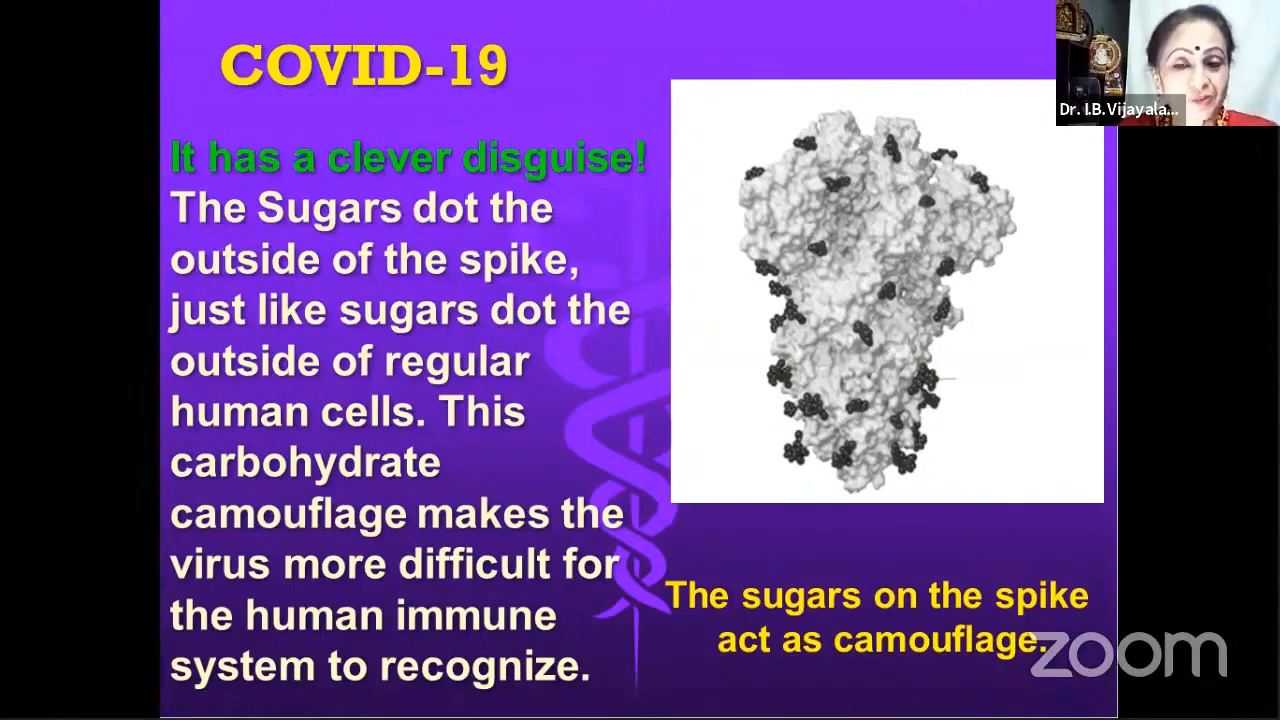 COVID-19
It has a clever disguise!
The Sugars dot the
outside of the spike,
just like sugars dot the
outside of regular
human cells. This
carbohydrate
camouflage makes the
virus more difficult for
the human immune
system to recognize.
The sugars on the spike
act as camouflage.
Dr. I.B.Vijayala...
zoom